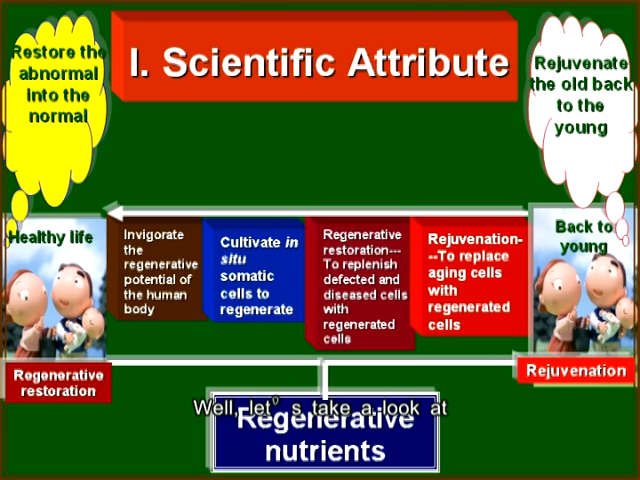 I. Scientific Attribute
Restore the
abnormal
into the
normal
Rejuvenate
the old back
to the
young
Healthy life
Invigorate
the
regenerative
potential of
the human
body
Cultivate in
situ
somatic
cells to
regenerate
Regenerative
restoration---
To replenish
defected and
diseased cells
with
regenerated
cells
Rejuvenation-
--To replace
aging cells
with
regenerated
cells
Back to
young
Regenerative
restoration
Rejuvenation
Well, let° s take a look at
Regenerative
nutrients